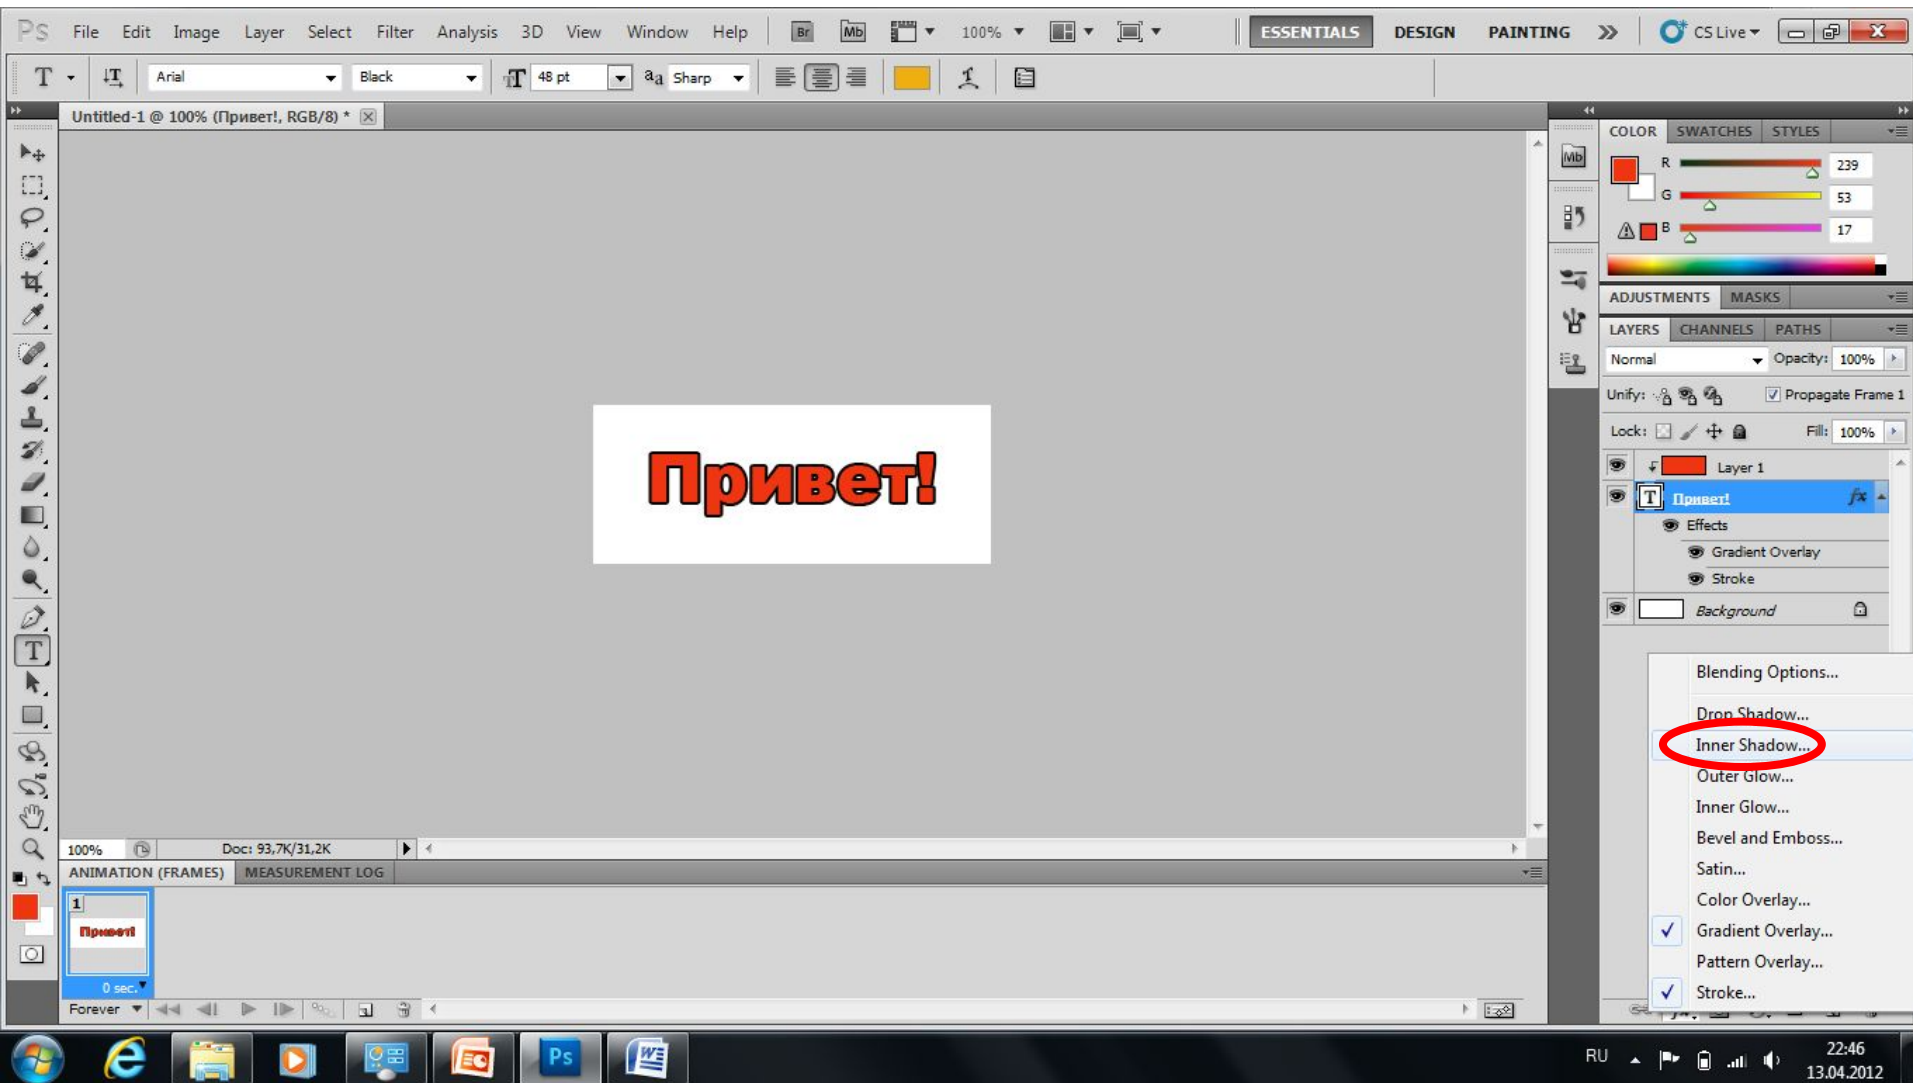 Ps File Edit Image Layer Select Filter Analysis 3D View Window Help Br Mb 100% ESSENTIALS DESIGN PAINTING CS Live
T Arial Black 48 pt aa Sharp
Untitled-1 @ 100% (Привет!, RGB/8) *
COLOR SWATCHES STYLES
Mb
R 239
G 53
B 17
ADJUSTMENTS MASKS
LAYERS CHANNELS PATHS
Normal Opacity: 100%
Unify: Propagate Frame 1
Lock: Fill: 100%
Layer 1
T Привет! fx
Effects
Gradient Overlay
Stroke
Background
Привет!
Blending Options...
Drop Shadow...
Inner Shadow...
Outer Glow...
Inner Glow...
Bevel and Emboss...
Satin...
Color Overlay...
Gradient Overlay...
Pattern Overlay...
Stroke...
100% Doc: 93,7K/31,2K
ANIMATION (FRAMES) MEASUREMENT LOG
1
Привет!
0 sec.
Forever
Ps
RU 22:46
13.04.2012